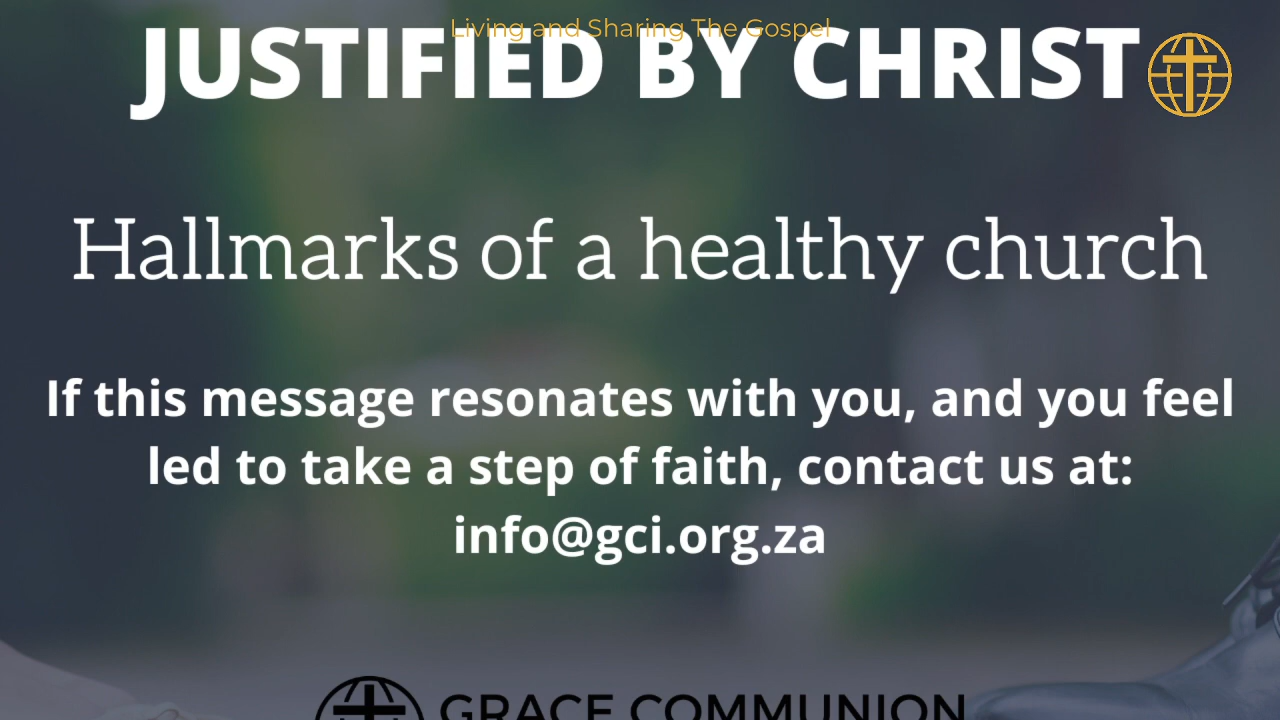 Living and Sharing The Gospel
JUSTIFIED BY CHRIST
Hallmarks of a healthy church
If this message resonates with you, and you feel
led to take a step of faith, contact us at:
info@gci.org.za
GRACE COMMUNION